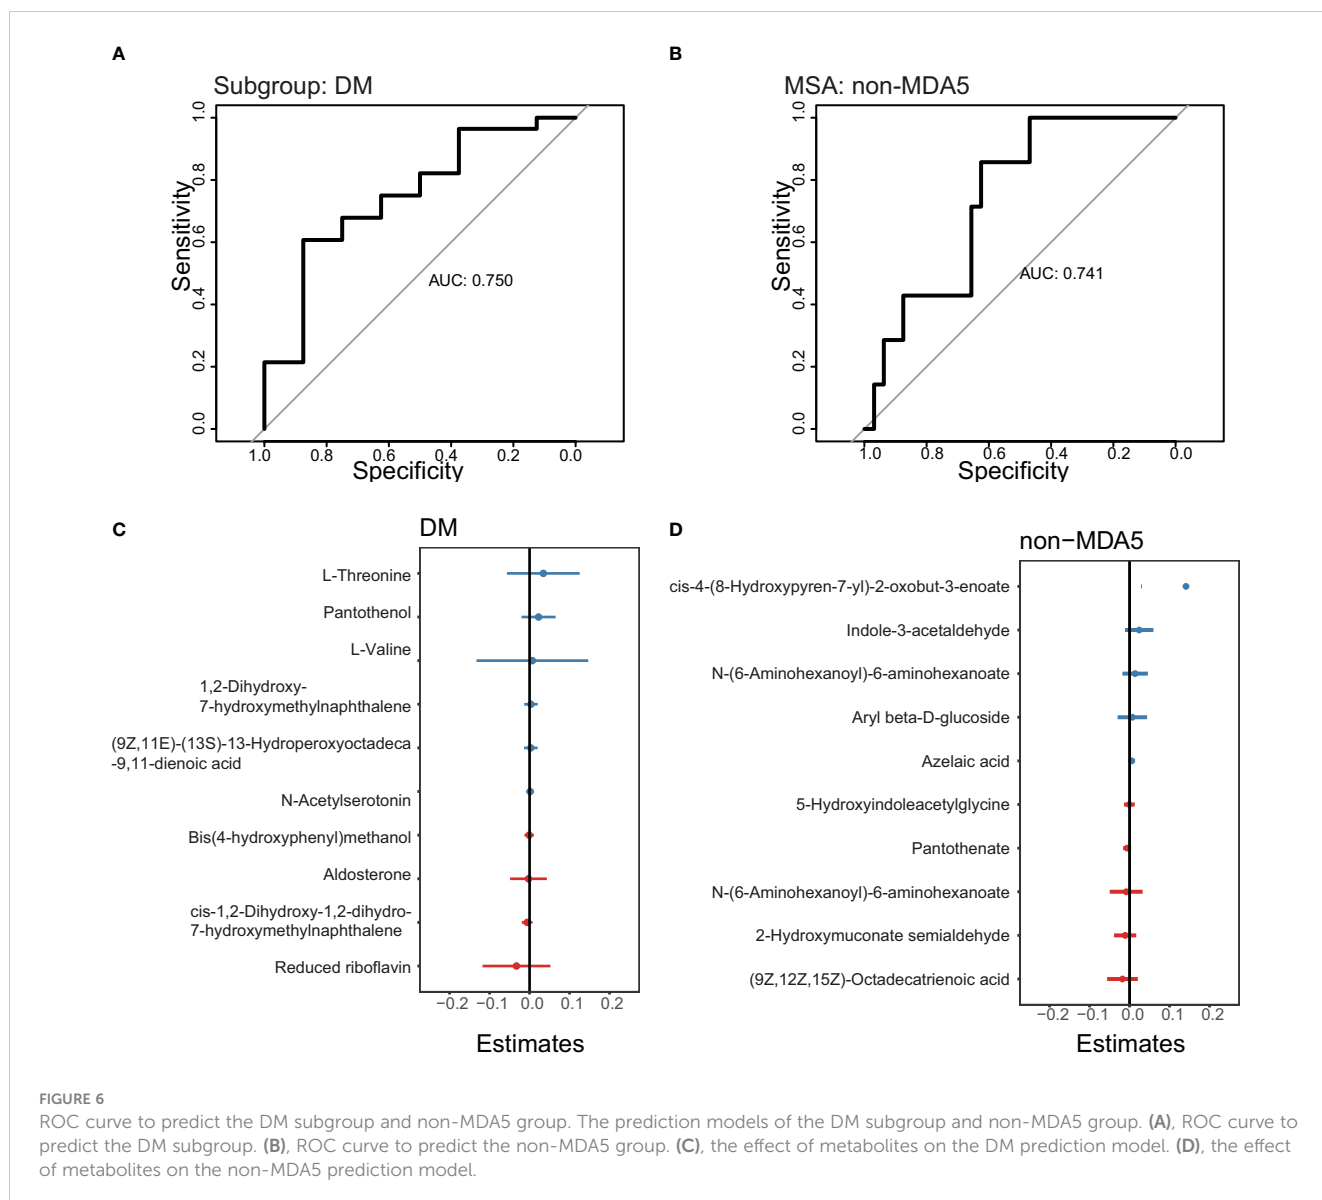 A
Subgroup: DM
Sensitivity
1.0
0.8
0.6
0.4
0.2
0.0
AUC: 0.750
1.0 0.8 0.6 0.4 0.2 0.0
Specificity
B
MSA: non-MDA5
Sensitivity
1.0
0.8
0.6
0.4
0.2
0.0
AUC: 0.741
1.0 0.8 0.6 0.4 0.2 0.0
Specificity
C
DM
L-Threonine
Pantothenol
L-Valine
1,2-Dihydroxy-
7-hydroxymethylnaphthalene
(9Z,11E)-(13S)-13-Hydroperoxyoctadeca
-9,11-dienoic acid
N-Acetylserotonin
Bis(4-hydroxyphenyl)methanol
Aldosterone
cis-1,2-Dihydroxy-1,2-dihydro-
7-hydroxymethylnaphthalene
Reduced riboflavin
−0.2 −0.1 0.0 0.1 0.2
Estimates
D
non−MDA5
cis-4-(8-Hydroxypyren-7-yl)-2-oxobut-3-enoate
Indole-3-acetaldehyde
N-(6-Aminohexanoyl)-6-aminohexanoate
Aryl beta-D-glucoside
Azelaic acid
5-Hydroxyindoleacetylglycine
Pantothenate
N-(6-Aminohexanoyl)-6-aminohexanoate
2-Hydroxymuconate semialdehyde
(9Z,12Z,15Z)-Octadecatrienoic acid
−0.2 −0.1 0.0 0.1 0.2
Estimates
FIGURE 6
ROC curve to predict the DM subgroup and non-MDA5 group. The prediction models of the DM subgroup and non-MDA5 group. (A), ROC curve to
predict the DM subgroup. (B), ROC curve to predict the non-MDA5 group. (C), the effect of metabolites on the DM prediction model. (D), the effect
of metabolites on the non-MDA5 prediction model.